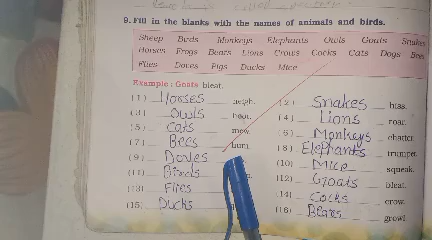 9. Fill in the blanks with the names of animals and birds.
Sheep Birds Monkeys Elephants Owls Goats Snakes
Horses Frogs Bears Lions Crows Cocks Cats Dogs Bees
Flies Doves Pigs Ducks Mice
Example : Goats bleat.
(1) Horses neigh. (2) Snakes hiss.
(3) Owls hoot. (4) Lions roar.
(5) Cats mew. (6) Monkeys chatter
(7) Bees hum. (8) Elephants trumpet.
(9) Doves (10) Mice squeak.
(11) Birds (12) Goats bleat.
(13) Flies (14) Cocks crow.
(15) Ducks (16) Bears growl.